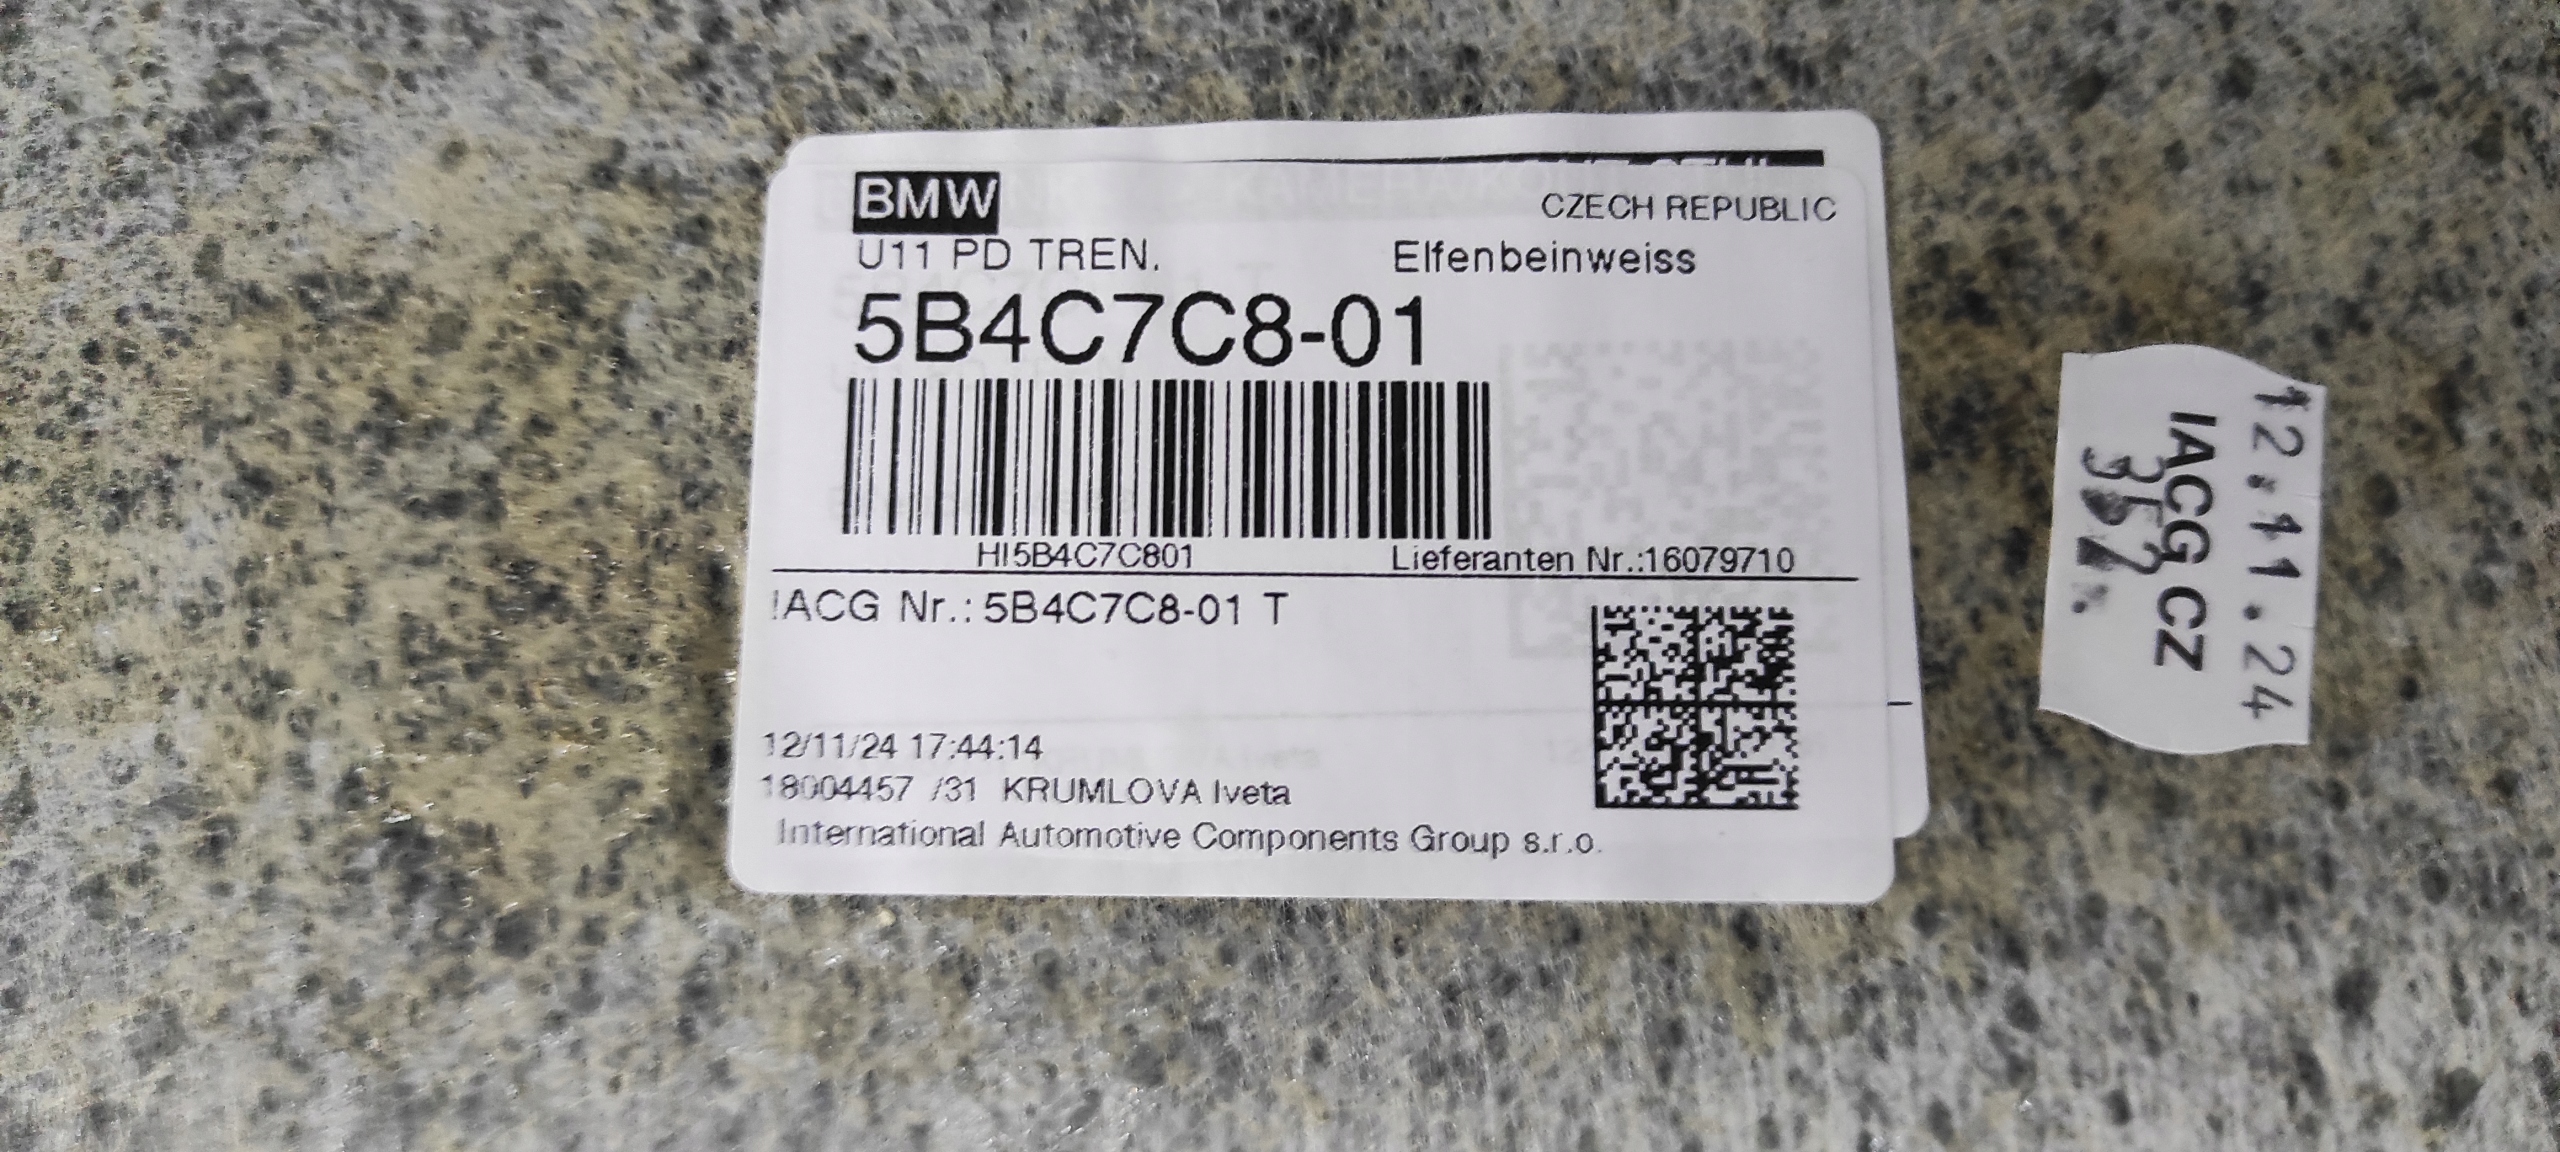 BMW
CZECH REPUBLIC
U11 PD TREN.
Elfenbeinweiss
5B4C7C8-01
HI5B4C7C801
Lieferanten Nr.:16079710
IACG Nr.: 5B4C7C8-01 T
12/11/24 17:44:14
18004457 /31 KRUMLOVA Iveta
International Automotive Components Group s.r.o.
12.11.24
IACG CZ